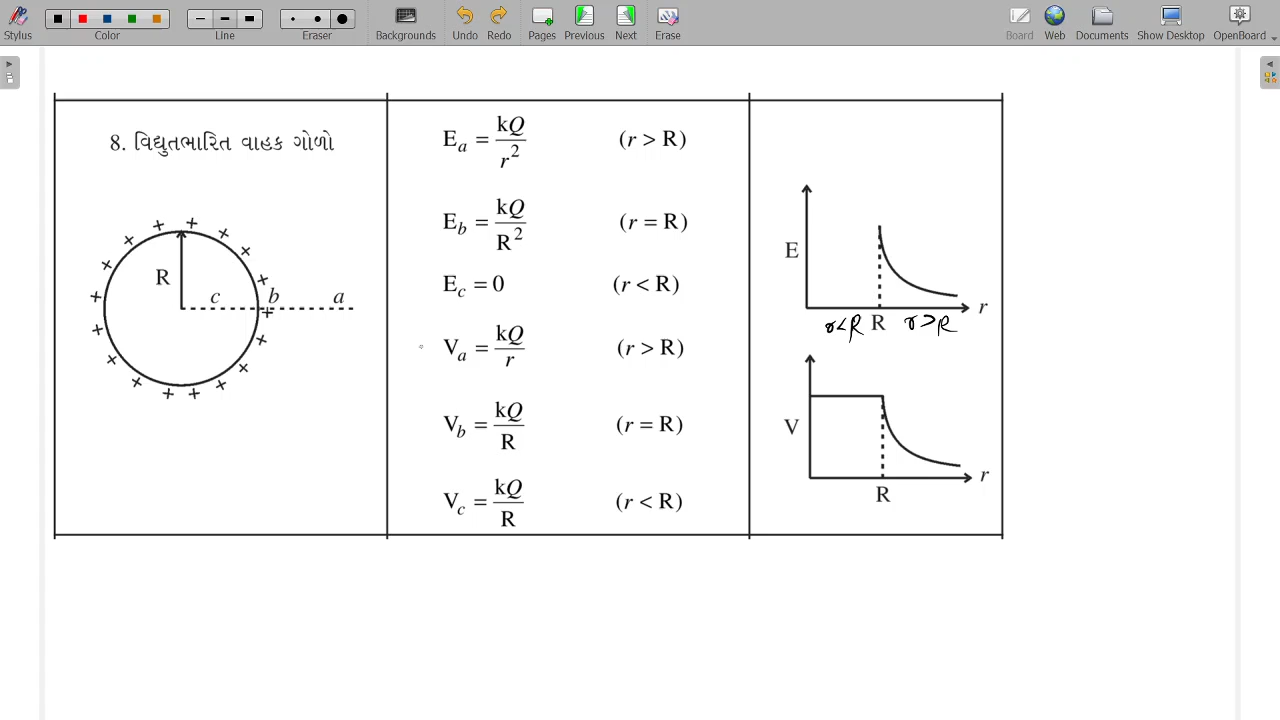 Stylus Color Line Eraser Backgrounds Undo Redo Pages Previous Next Erase Board Web Documents Show Desktop OpenBoard
8. વિદ્યુતભારિત વાહક ગોળો
R
c b a
E_a = kQ/r^2 (r > R)
E_b = kQ/R^2 (r = R)
E_c = 0 (r < R)
V_a = kQ/r (r > R)
V_b = kQ/R (r = R)
V_c = kQ/R (r < R)
E
r
r<R R r>R
V
r
R